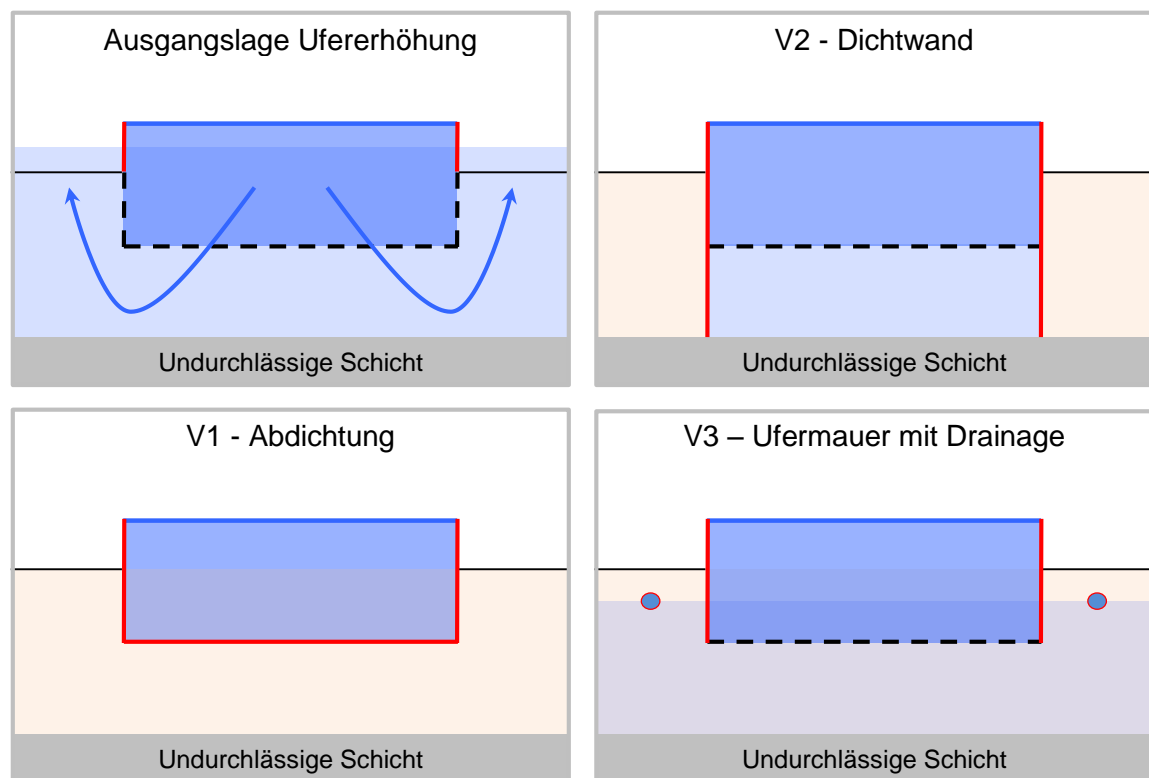 Ausgangslage Ufererhöhung
Undurchlässige Schicht
V2 - Dichtwand
Undurchlässige Schicht
V1 - Abdichtung
Undurchlässige Schicht
V3 – Ufermauer mit Drainage
Undurchlässige Schicht